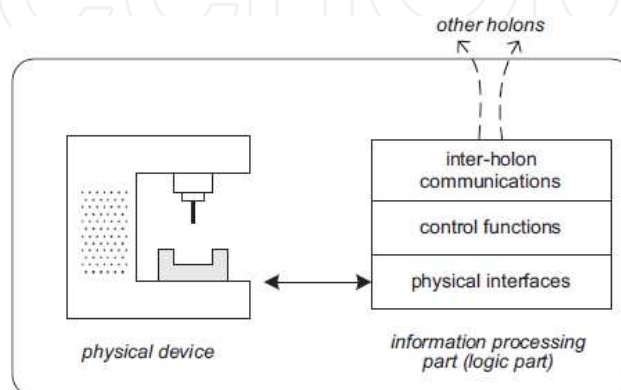 other holons
inter-holon
communications
control functions
physical interfaces
physical device
information processing
part (logic part)